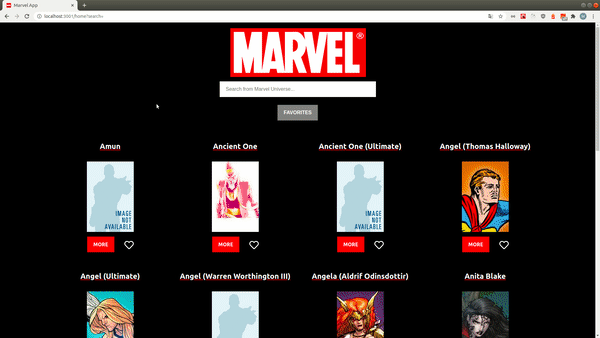 Marvel App
localhost:3001/home?search=
MARVEL
Search from Marvel Universe...
FAVORITES
Amun
Ancient One
Ancient One (Ultimate)
Angel (Thomas Halloway)
IMAGE
NOT
AVAILABLE
IMAGE
NOT
AVAILABLE
MORE
MORE
MORE
MORE
Angel (Ultimate)
Angel (Warren Worthington III)
Angela (Aldrif Odinsdottir)
Anita Blake